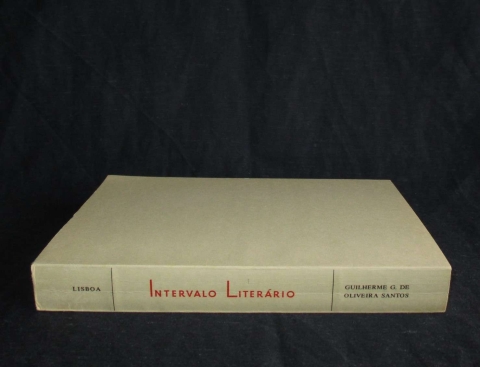 LISBOA
INTERVALO LITERÁRIO
GUILHERME G. DE
OLIVEIRA SANTOS